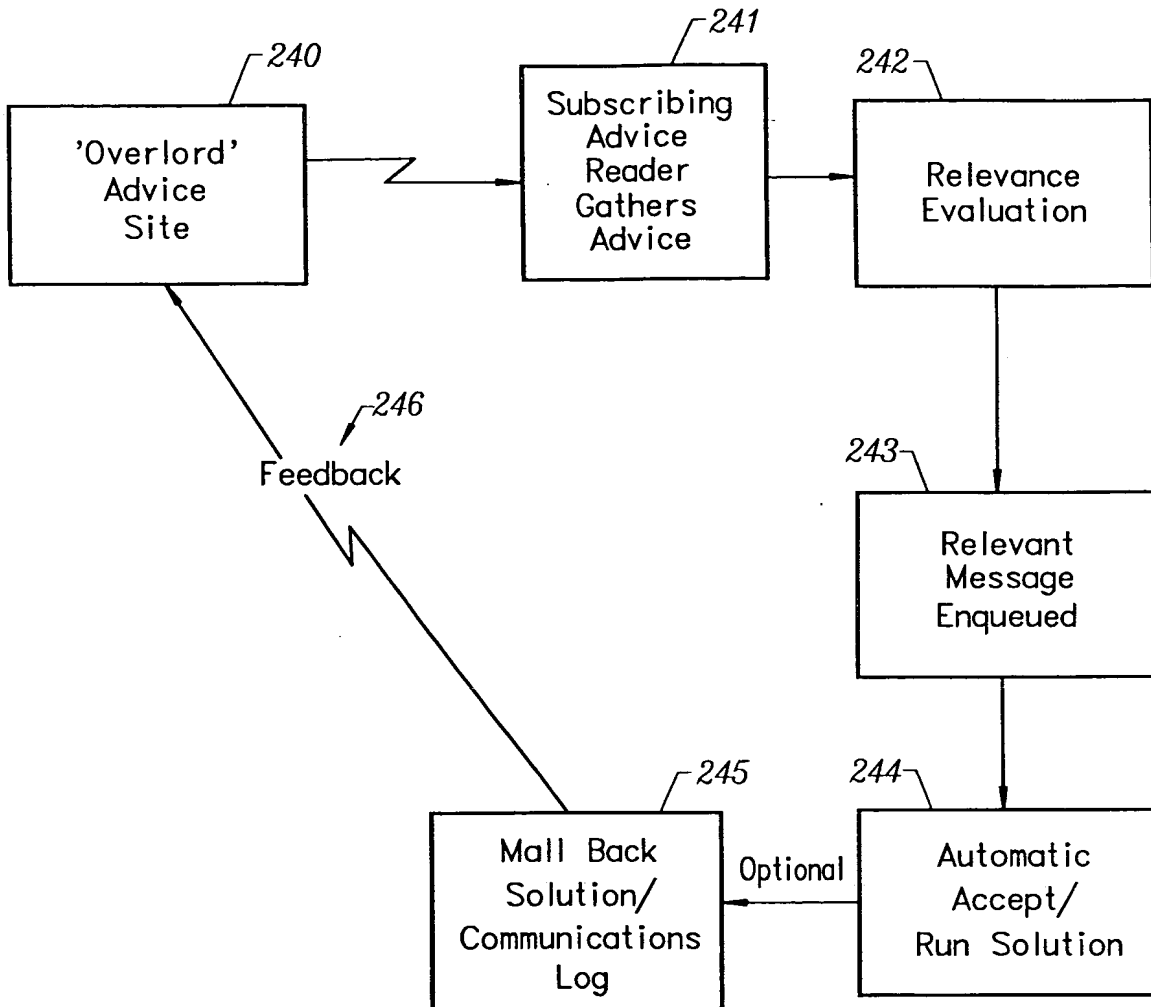 240
'Overlord'
Advice
Site
241
Subscribing
Advice
Reader
Gathers
Advice
242
Relevance
Evaluation
246
Feedback
243
Relevant
Message
Enqueued
245
Mall Back
Solution/
Communications
Log
Optional
244
Automatic
Accept/
Run Solution